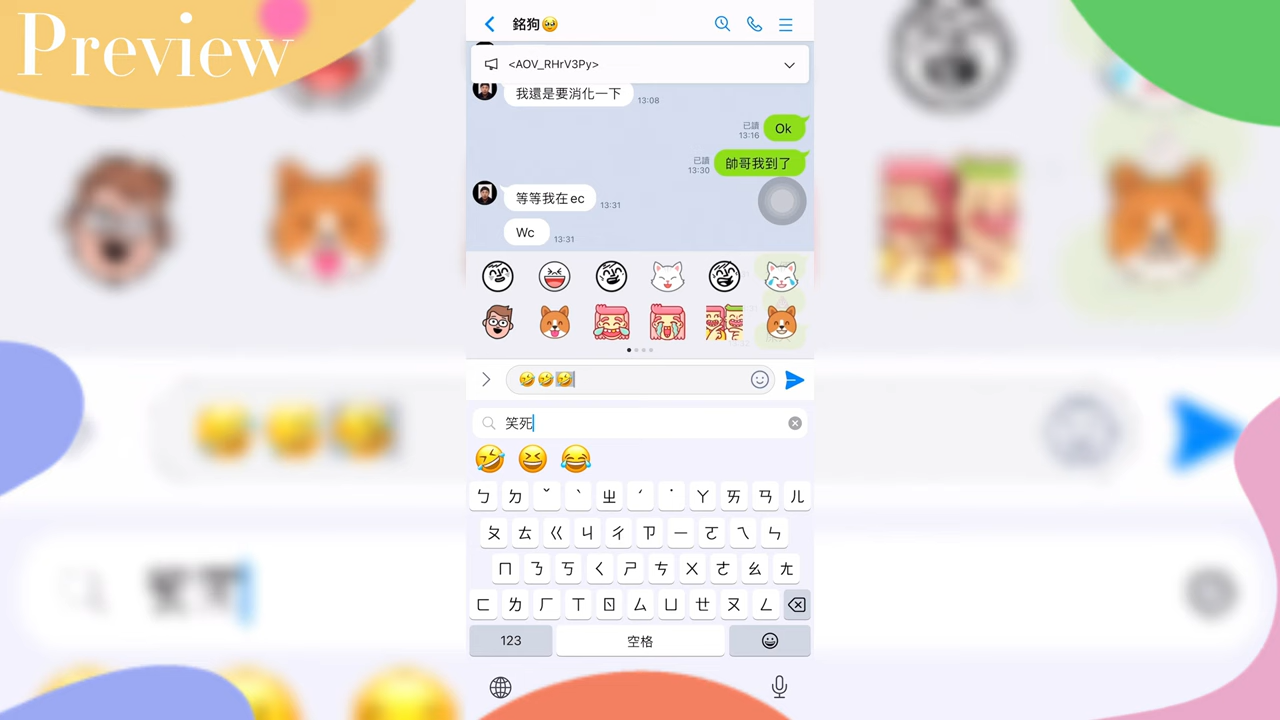 Preview
銘狗🥹
<AOV_RHrV3Py>
我還是要消化一下
13:08
已讀
13:16
Ok
已讀
13:30
帥哥我到了
等等我在ec
13:31
Wc
13:31
🤣🤣🤣
笑死
🤣😆😂
ㄅ ㄉ ˇ ˋ ㄓ ˊ ˙ ㄚ ㄞ ㄢ ㄦ
ㄆ ㄊ ㄍ ㄐ ㄔ ㄗ ㄧ ㄛ ㄟ ㄣ
ㄇ ㄋ ㄎ ㄑ ㄕ ㄘ ㄨ ㄜ ㄠ ㄤ
ㄈ ㄌ ㄏ ㄒ ㄖ ㄙ ㄩ ㄝ ㄡ ㄥ
123 空格